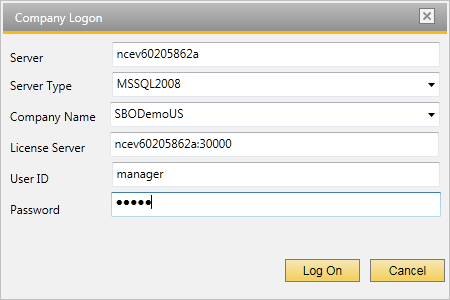 Company Logon
Server ncev60205862a
Server Type MSSQL2008
Company Name SBODemoUS
License Server ncev60205862a:30000
User ID manager
Password •••••
Log On Cancel